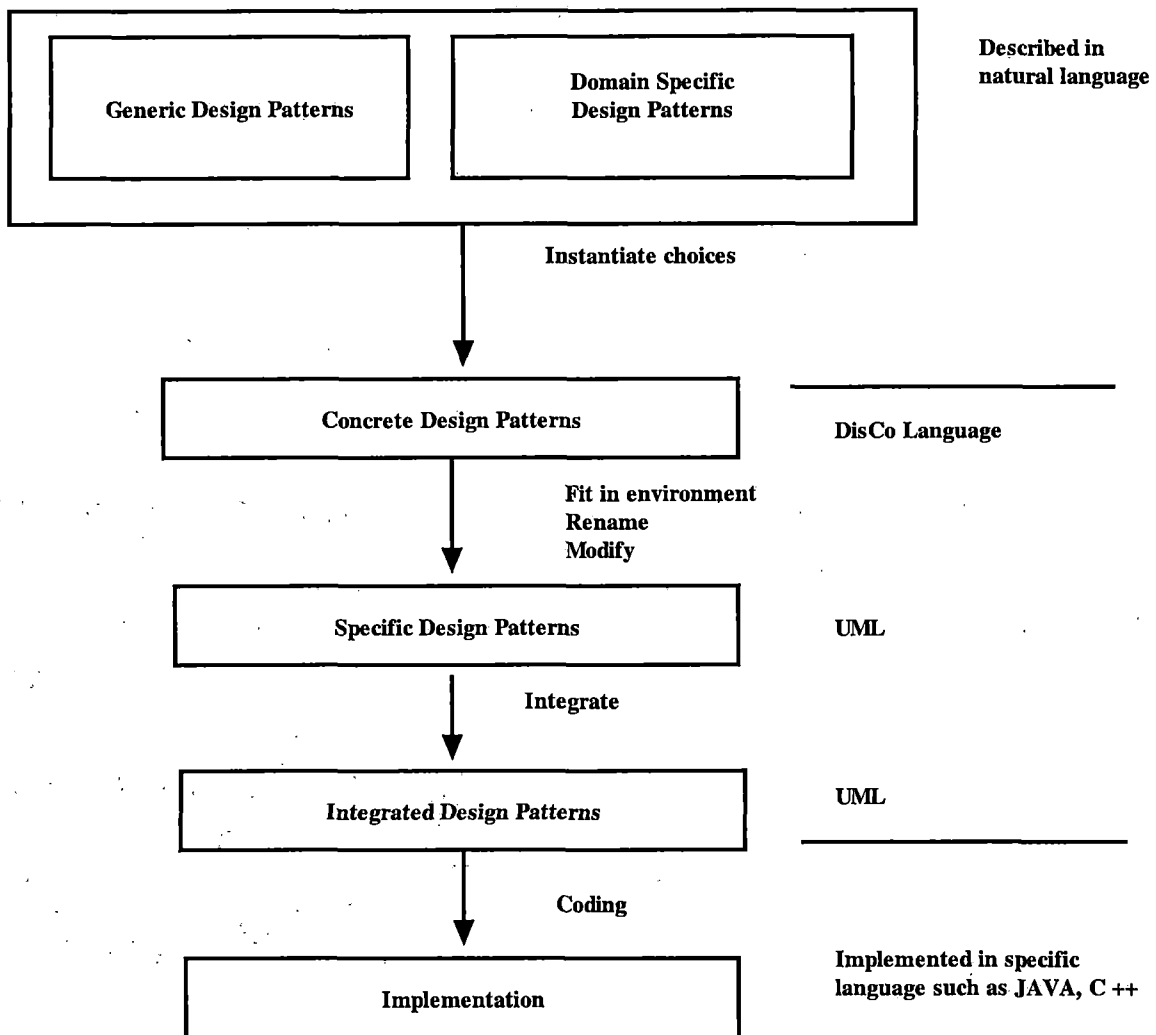 Described in
natural language
Generic Design Patterns
Domain Specific
Design Patterns
Instantiate choices
Concrete Design Patterns
DisCo Language
Fit in environment
Rename
Modify
Specific Design Patterns
UML
Integrate
Integrated Design Patterns
UML
Coding
Implementation
Implemented in specific
language such as JAVA, C ++